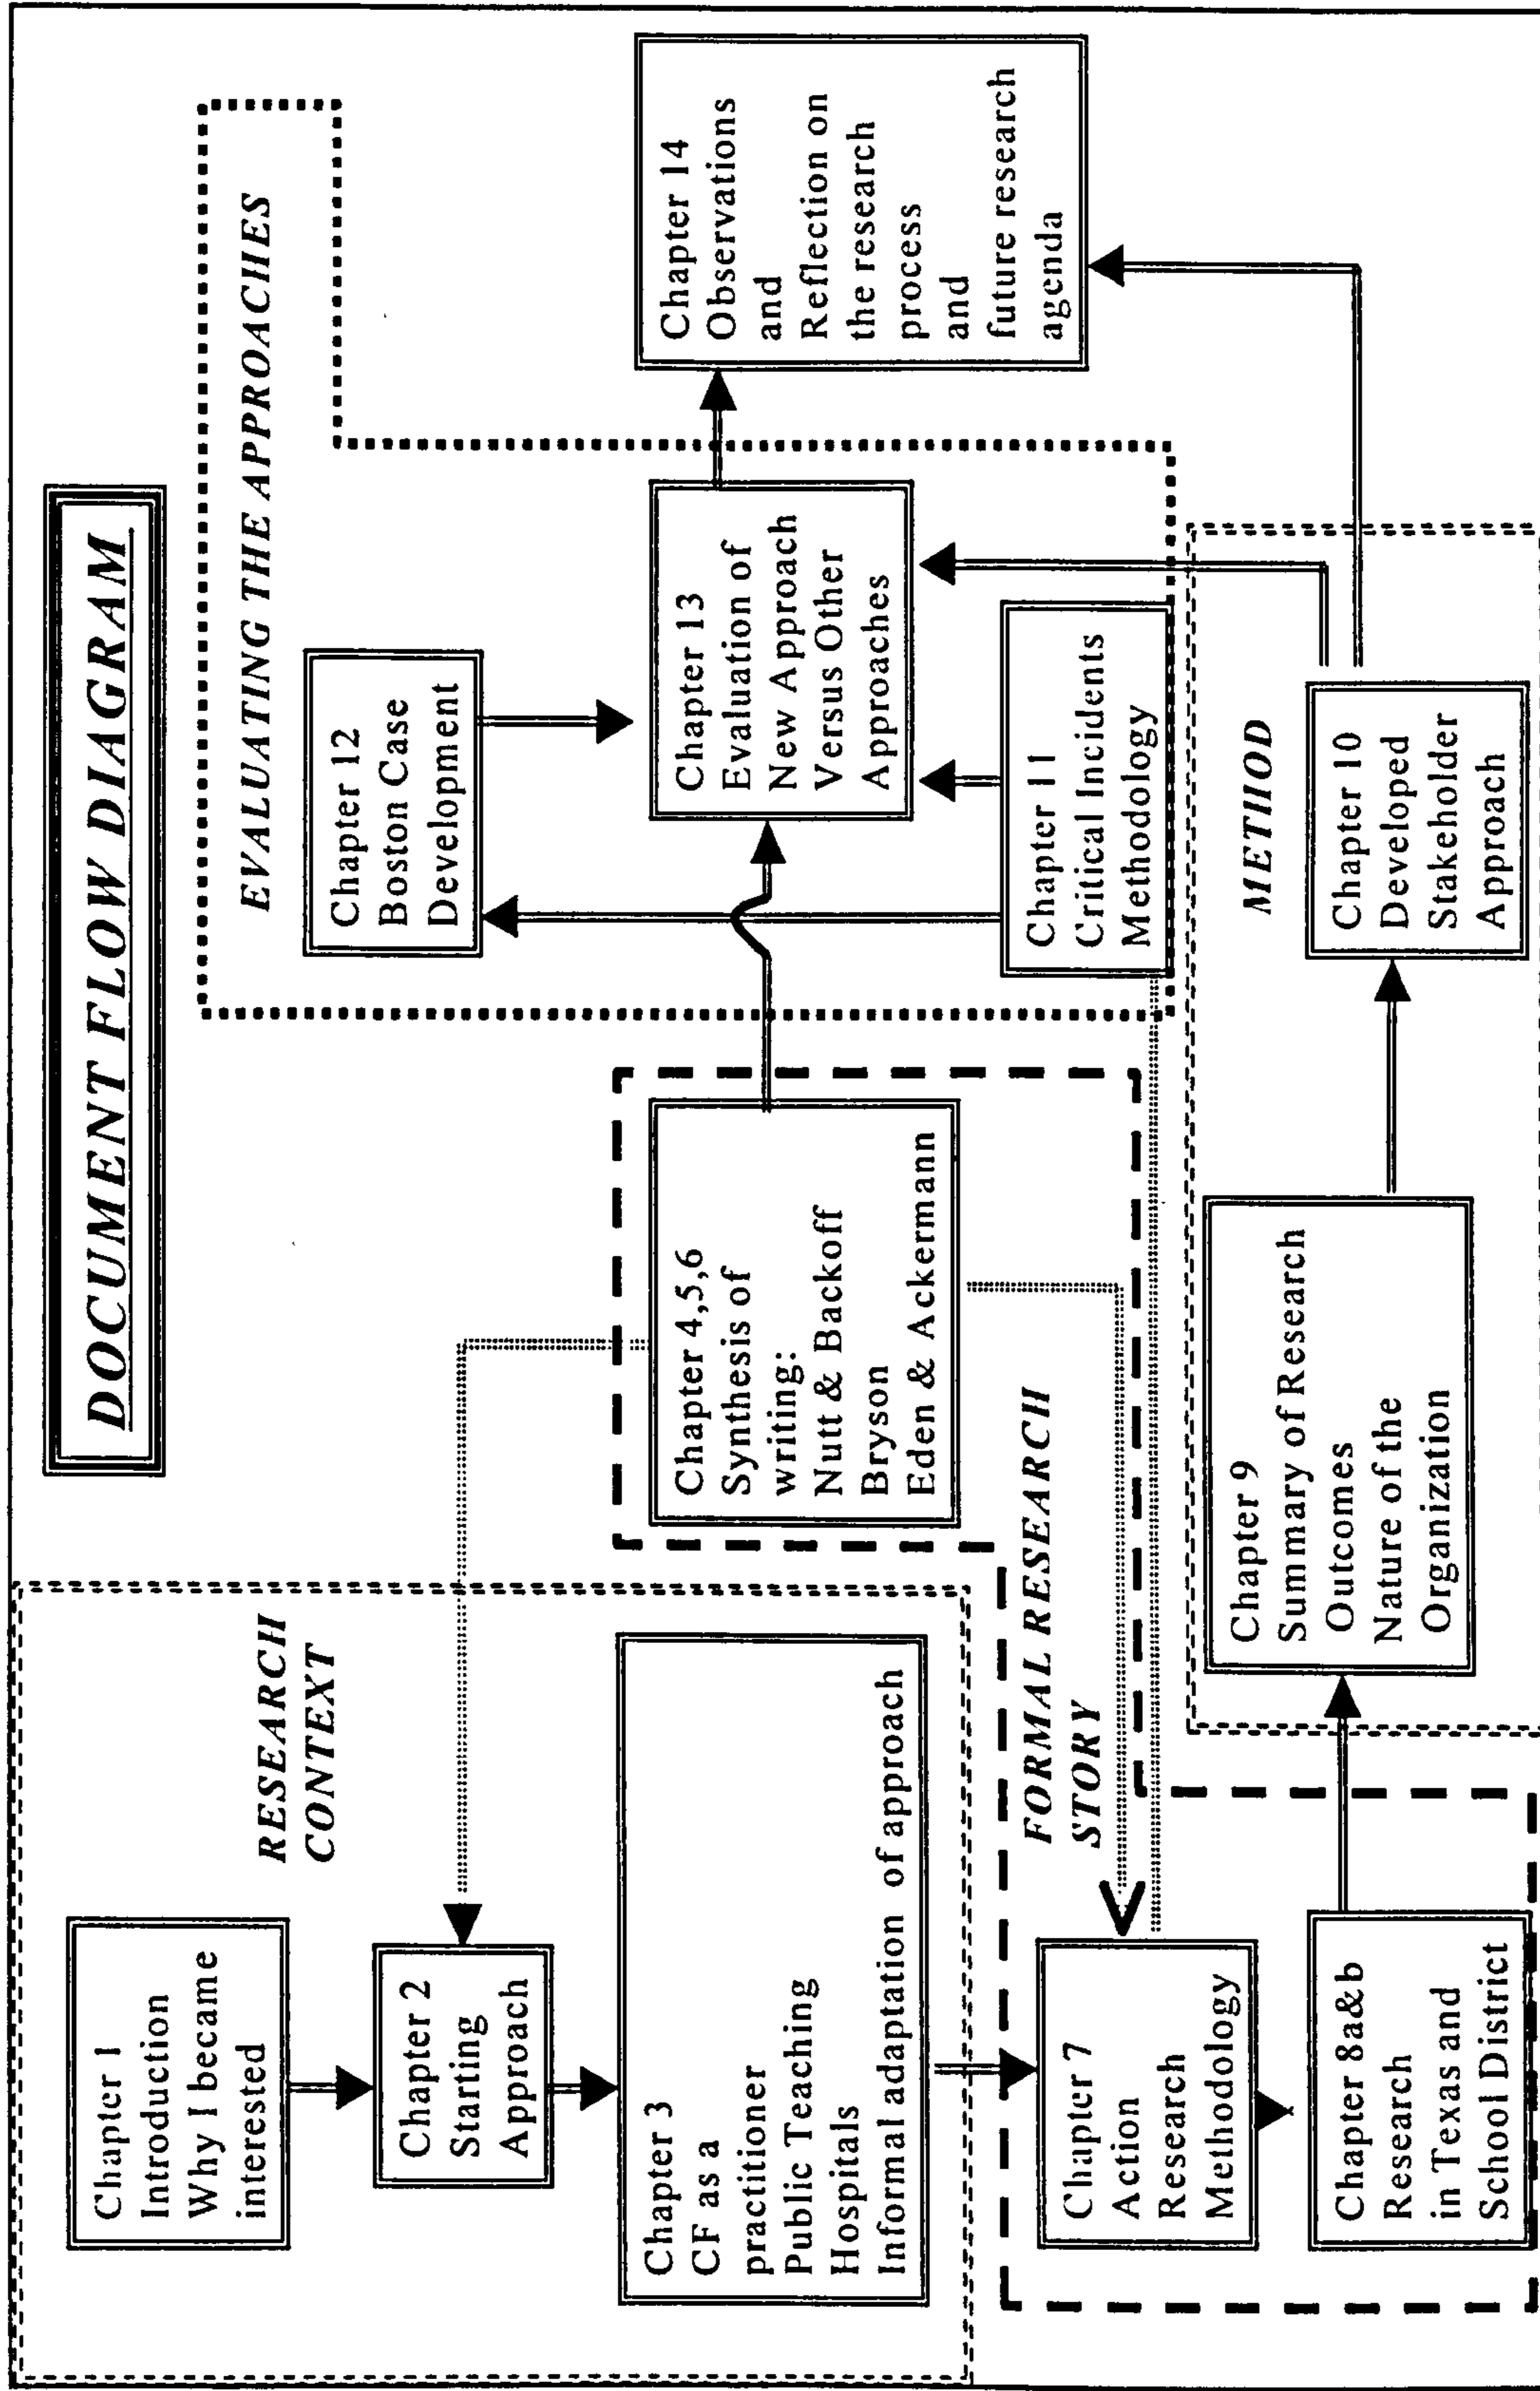 DOCUMENT FLOW DIAGRAM
RESEARCH
CONTEXT
Chapter 1
Introduction
Why I became
interested
Chapter 2
Starting
Approach
Chapter 3
CF as a
practitioner
Public Teaching
Hospitals
Informal adaptation of approach
FORMAL RESEARCH
STORY
Chapter 4,5,6
Synthesis of
writing:
Nutt & Backoff
Bryson
Eden & Ackermann
Chapter 7
Action
Research
Methodology
Chapter 8a&b
Research
in Texas and
School District
METHOD
Chapter 9
Summary of Research
Outcomes
Nature of the
Organization
Chapter 10
Developed
Stakeholder
Approach
EVALUATING THE APPROACHES
Chapter 12
Boston Case
Development
Chapter 13
Evaluation of
New Approach
Versus Other
Approaches
Chapter 11
Critical Incidents
Methodology
Chapter 14
Observations
and
Reflection on
the research
process
and
future research
agenda